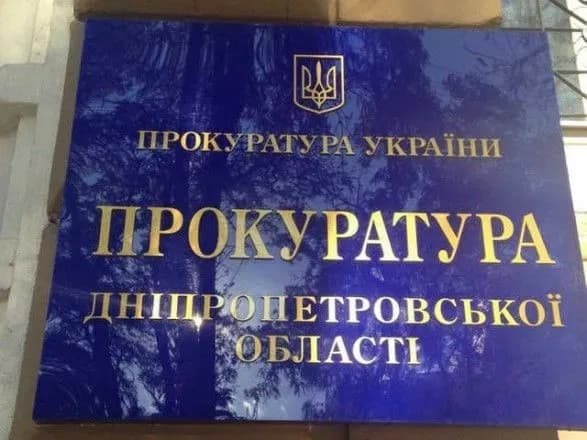 ПРОКУРАТУРА УКРАЇНИ
ПРОКУРАТУРА
ДНІПРОПЕТРОВСЬКОЇ
ОБЛАСТІ